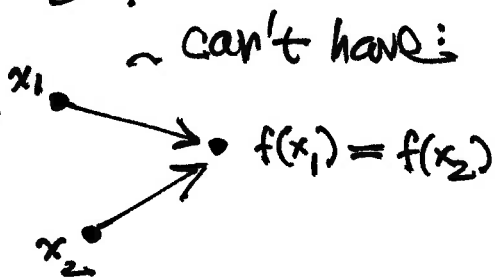 ~ can't have:
x₁
f(x₁) = f(x₂)
x₂